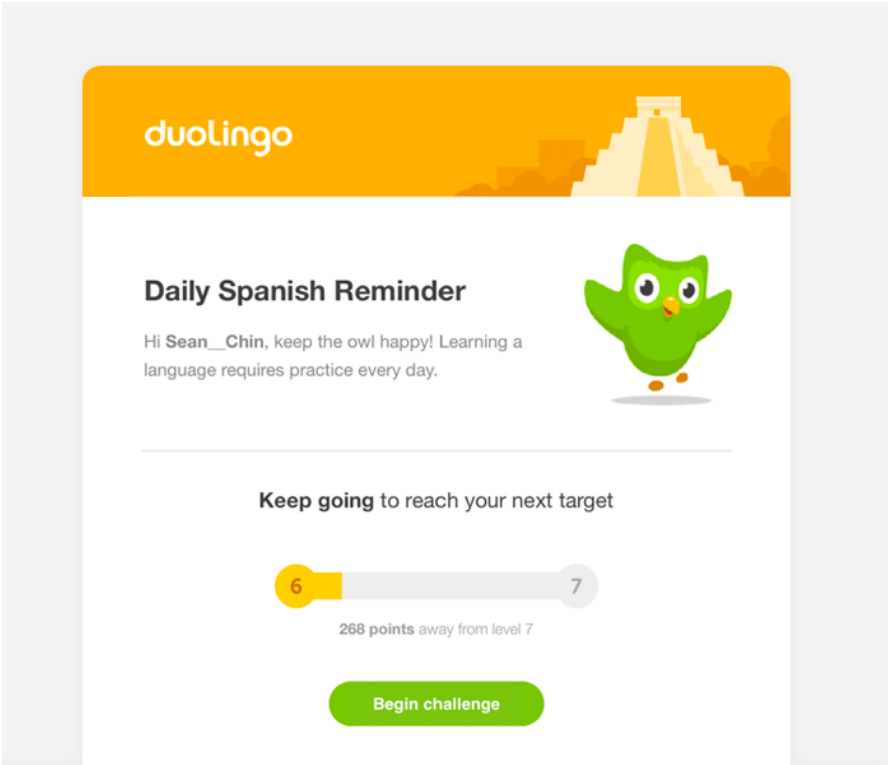 duolingo
Daily Spanish Reminder
Hi Sean__Chin, keep the owl happy! Learning a
language requires practice every day.
Keep going to reach your next target
6
7
268 points away from level 7
Begin challenge